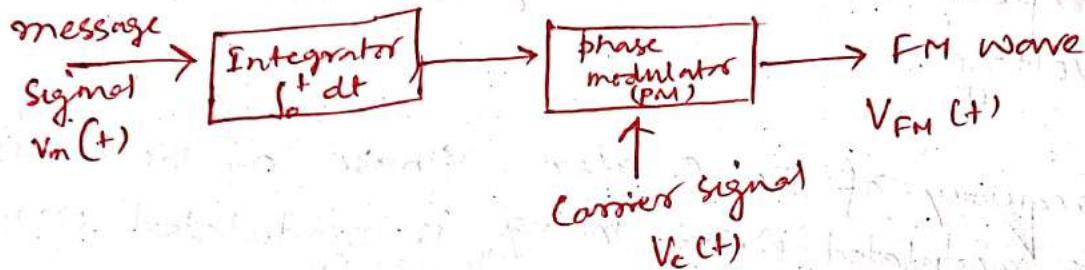 message
signal
vm(t)
Integrator
∫₀ᵗ dt
phase
modulator
(PM)
FM wave
VFM(t)
Carrier signal
Vc(t)